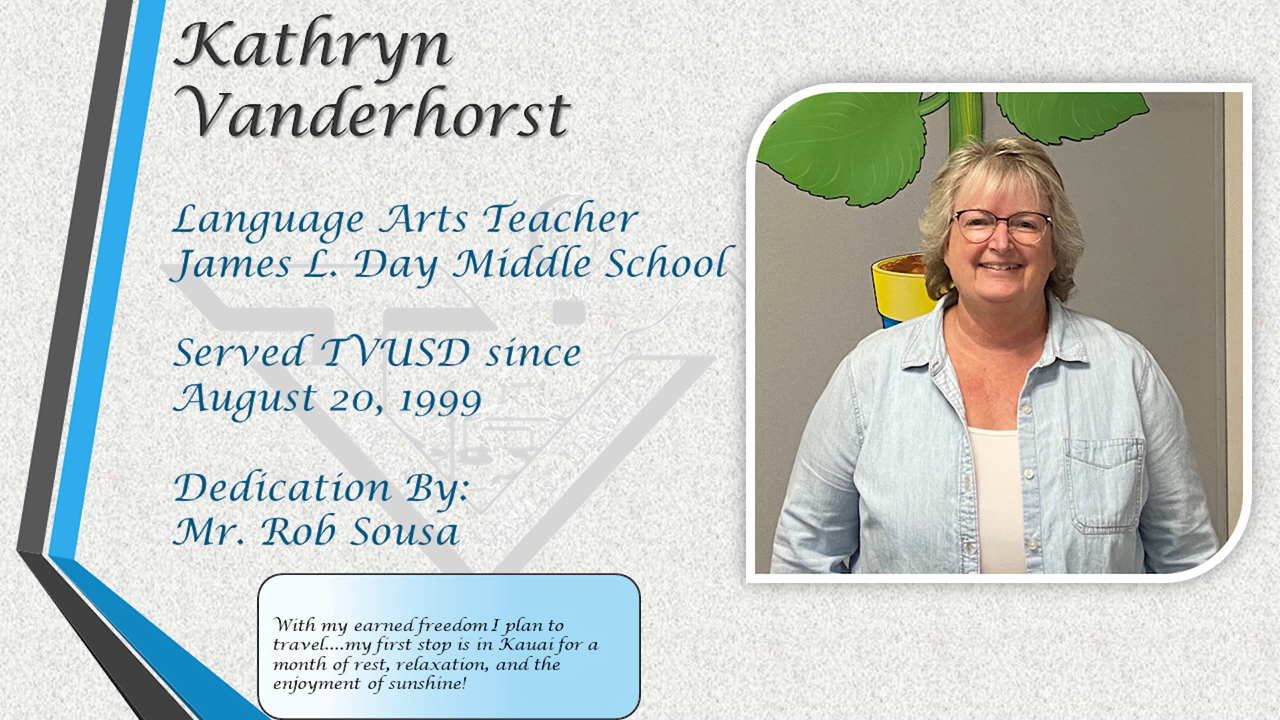 Kathryn
Vanderhorst
Language Arts Teacher
James L. Day Middle School
Served TVUSD since
August 20, 1999
Dedication By:
Mr. Rob Sousa
With my earned freedom I plan to
travel....my first stop is in Kauai for a
month of rest, relaxation, and the
enjoyment of sunshine!